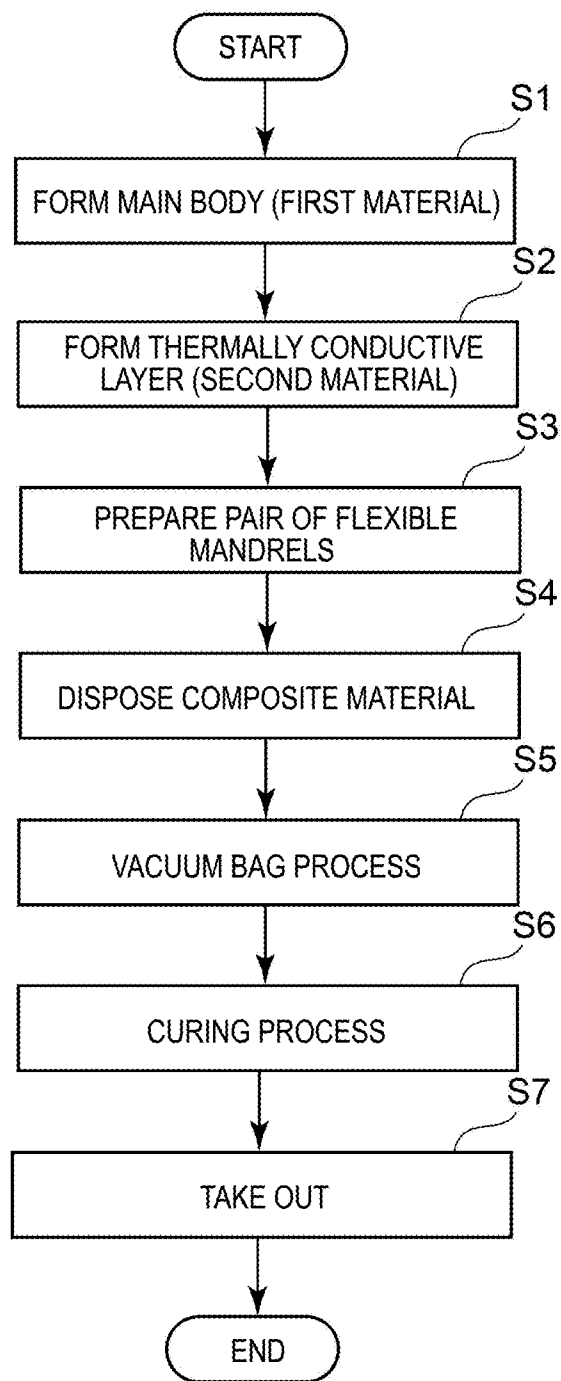 START
S1
FORM MAIN BODY (FIRST MATERIAL)
S2
FORM THERMALLY CONDUCTIVE
LAYER (SECOND MATERIAL)
S3
PREPARE PAIR OF FLEXIBLE
MANDRELS
S4
DISPOSE COMPOSITE MATERIAL
S5
VACUUM BAG PROCESS
S6
CURING PROCESS
S7
TAKE OUT
END